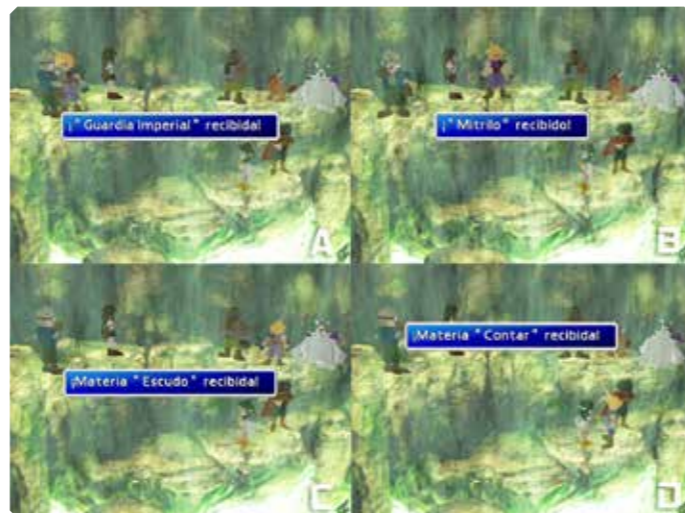 ¡"Guardia Imperial" recibida!
A
¡"Mitrilo" recibido!
B
¡Materia "Escudo" recibida!
C
¡Materia "Contar" recibida!
D